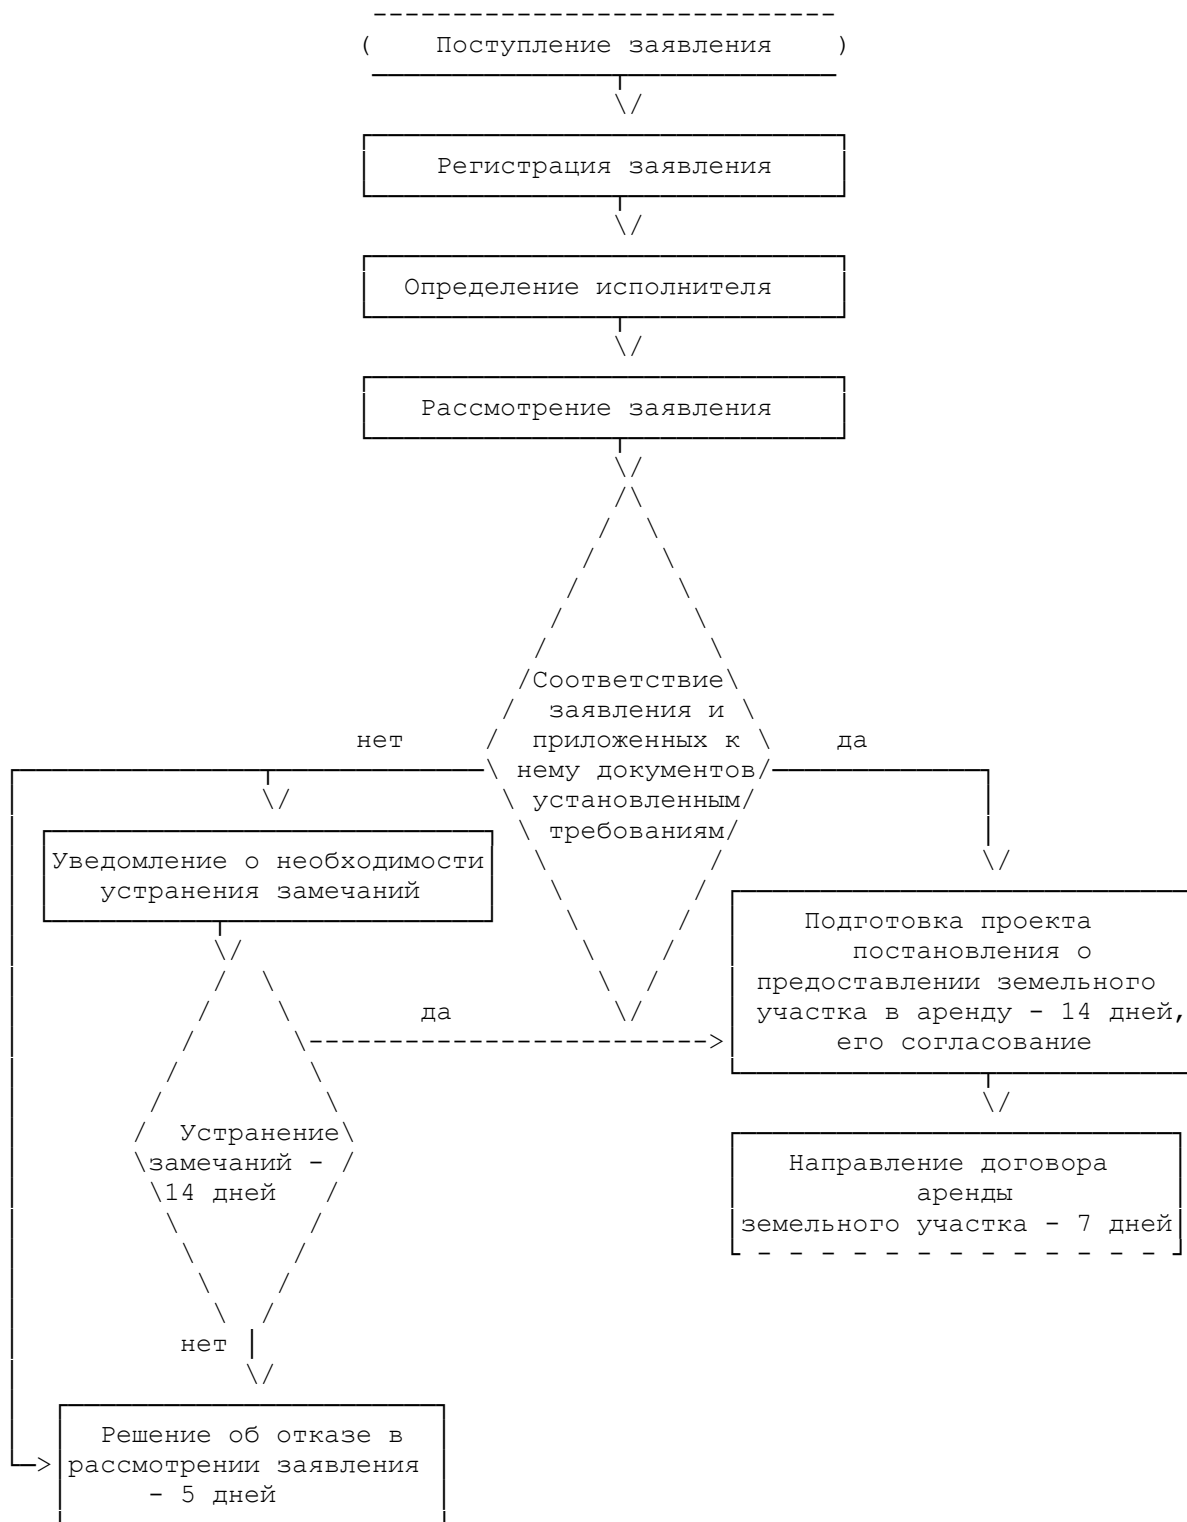 Поступление заявления
Регистрация заявления
Определение исполнителя
Рассмотрение заявления
Соответствие
заявления и
приложенных к
нему документов
установленным
требованиям
нет
да
Уведомление о необходимости
устранения замечаний
Подготовка проекта
постановления о
предоставлении земельного
участка в аренду - 14 дней,
его согласование
да
Устранение
замечаний -
14 дней
Направление договора
аренды
земельного участка - 7 дней
нет
Решение об отказе в
рассмотрении заявления
- 5 дней